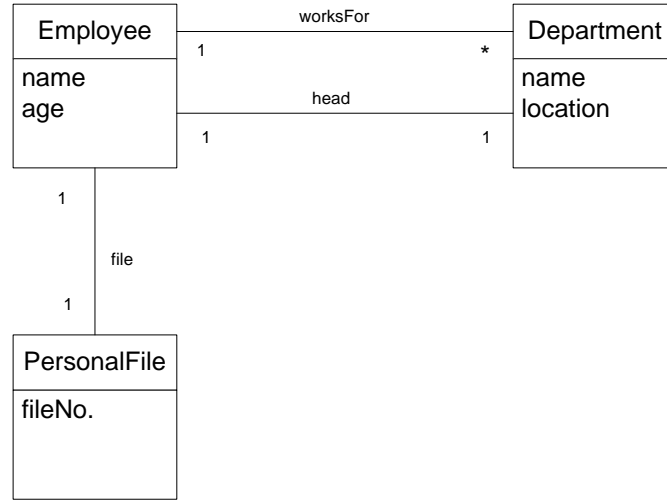 Employee
worksFor
Department
1
*
name
age
name
location
head
1
1
1
file
1
PersonalFile
fileNo.